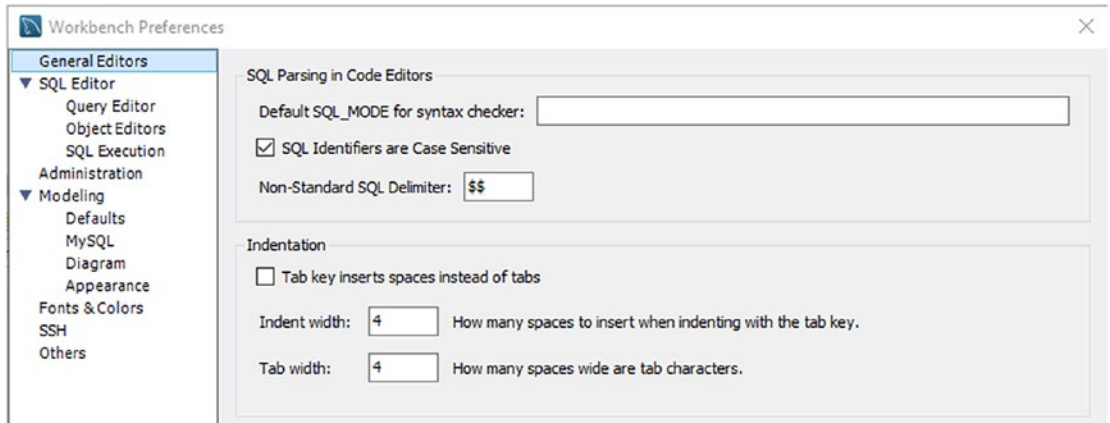 Workbench Preferences
General Editors
SQL Editor
Query Editor
Object Editors
SQL Execution
Administration
Modeling
Defaults
MySQL
Diagram
Appearance
Fonts & Colors
SSH
Others
SQL Parsing in Code Editors
Default SQL_MODE for syntax checker:
SQL Identifiers are Case Sensitive
Non-Standard SQL Delimiter: $$
Indentation
Tab key inserts spaces instead of tabs
Indent width: 4 How many spaces to insert when indenting with the tab key.
Tab width: 4 How many spaces wide are tab characters.